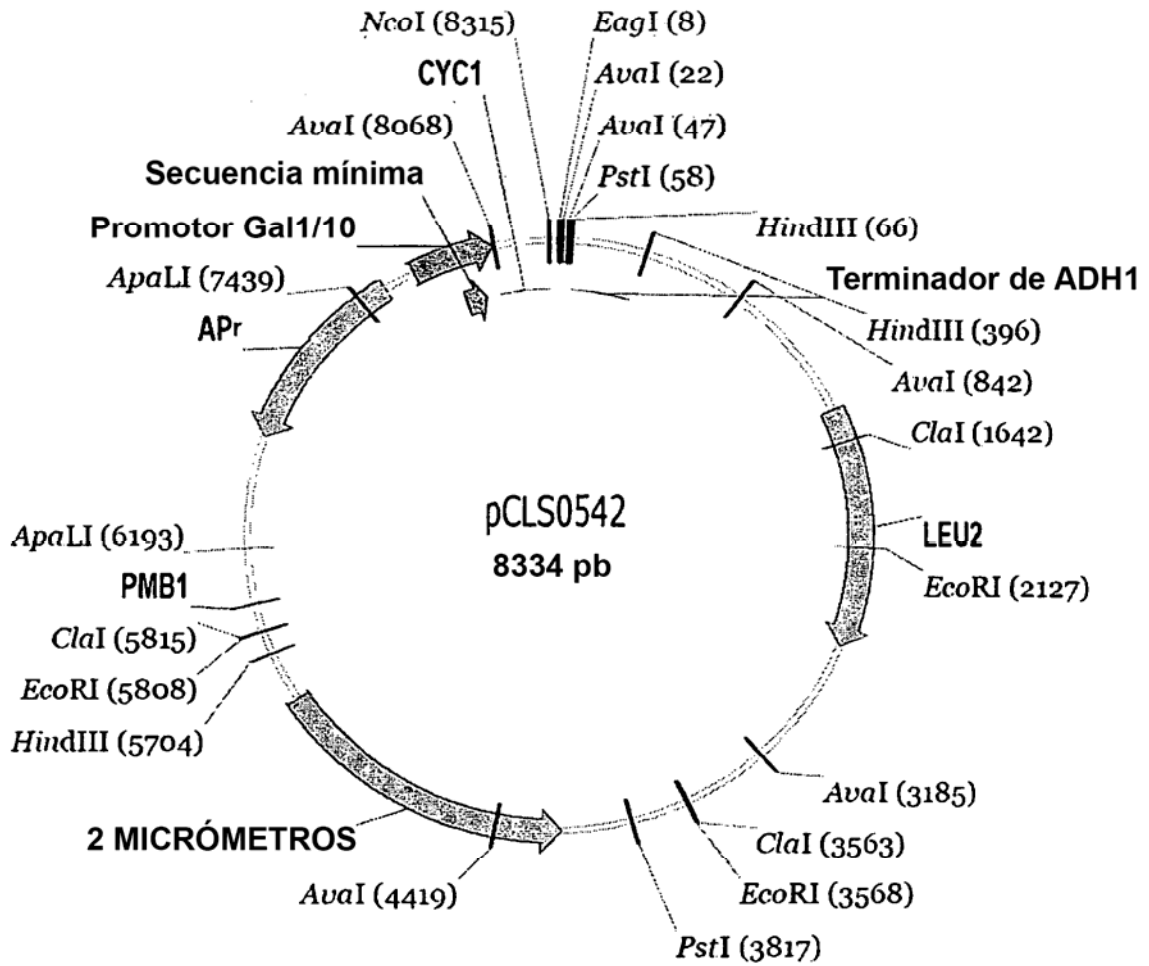 NcoI (8315)
EagI (8)
CYC1
AvaI (22)
AvaI (8068)
AvaI (47)
Secuencia mínima
PstI (58)
Promotor Gal1/10
HindIII (66)
ApaLI (7439)
Terminador de ADH1
APr
HindIII (396)
AvaI (842)
ClaI (1642)
pCLS0542
8334 pb
ApaLI (6193)
LEU2
PMB1
EcoRI (2127)
ClaI (5815)
EcoRI (5808)
HindIII (5704)
AvaI (3185)
2 MICRÓMETROS
ClaI (3563)
AvaI (4419)
EcoRI (3568)
PstI (3817)